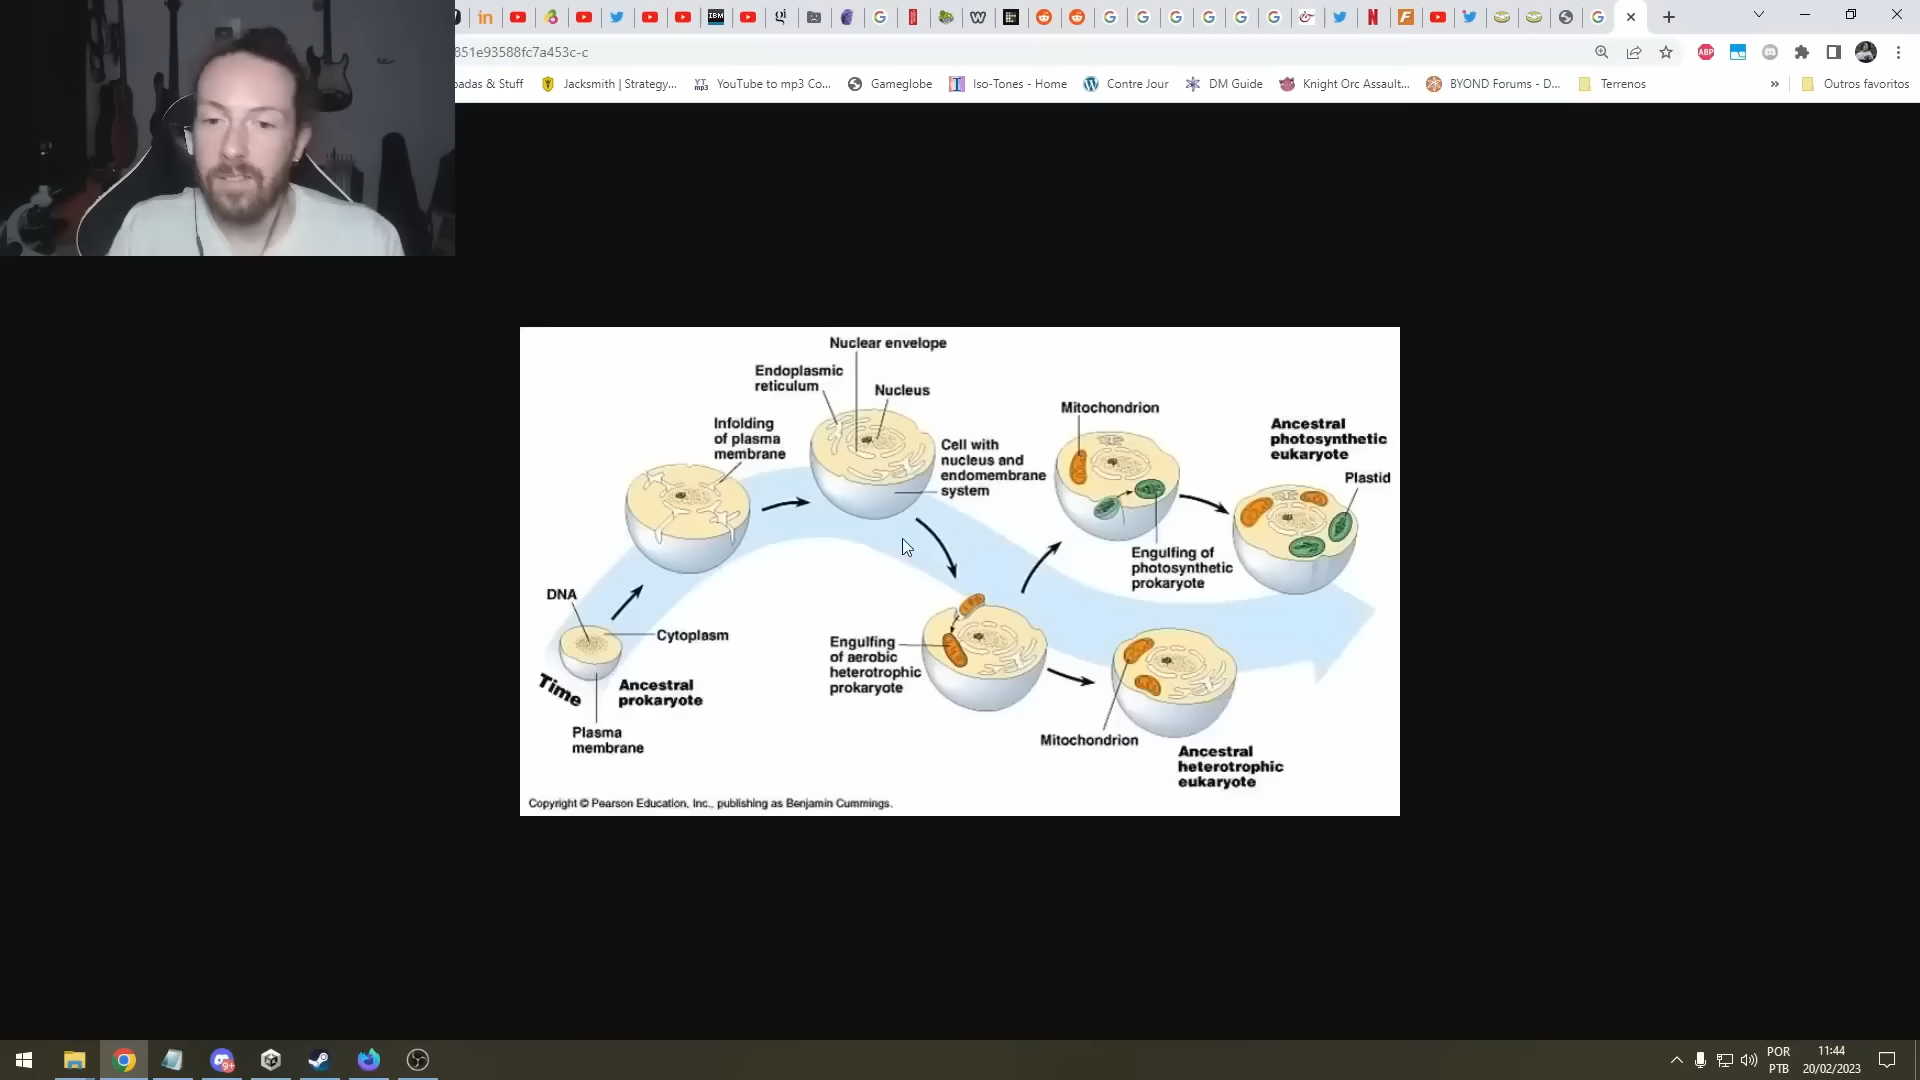 851e93588fc7a453c-c
ABP
padas & Stuff
Jacksmith | Strategy...
YouTube to mp3 Co...
Gameglobe
Iso-Tones - Home
Contre Jour
DM Guide
Knight Orc Assault...
BYOND Forums - D...
Terrenos
»
Outros favoritos
Nuclear envelope
Endoplasmic
reticulum
Nucleus
Infolding
of plasma
membrane
Cell with
nucleus and
endomembrane
system
Mitochondrion
Ancestral
photosynthetic
eukaryote
Plastid
Engulfing of
photosynthetic
prokaryote
DNA
Cytoplasm
Time
Ancestral
prokaryote
Plasma
membrane
Engulfing
of aerobic
heterotrophic
prokaryote
Mitochondrion
Ancestral
heterotrophic
eukaryote
Copyright © Pearson Education, Inc., publishing as Benjamin Cummings.
9+
POR
PTB
11:44
20/02/2023